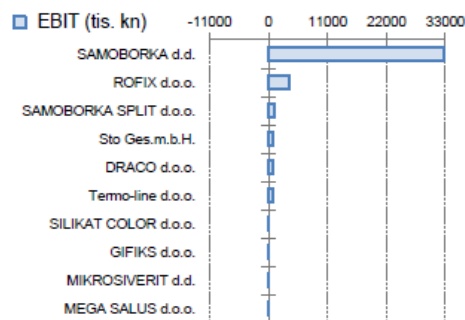 EBIT (tis. kn)
-11000 0 11000 22000 33000
SAMOBORKA d.d.
ROFIX d.o.o.
SAMOBORKA SPLIT d.o.o.
Sto Ges.m.b.H.
DRACO d.o.o.
Termo-line d.o.o.
SILIKAT COLOR d.o.o.
GIFIKS d.o.o.
MIKROSIVERIT d.d.
MEGA SALUS d.o.o.